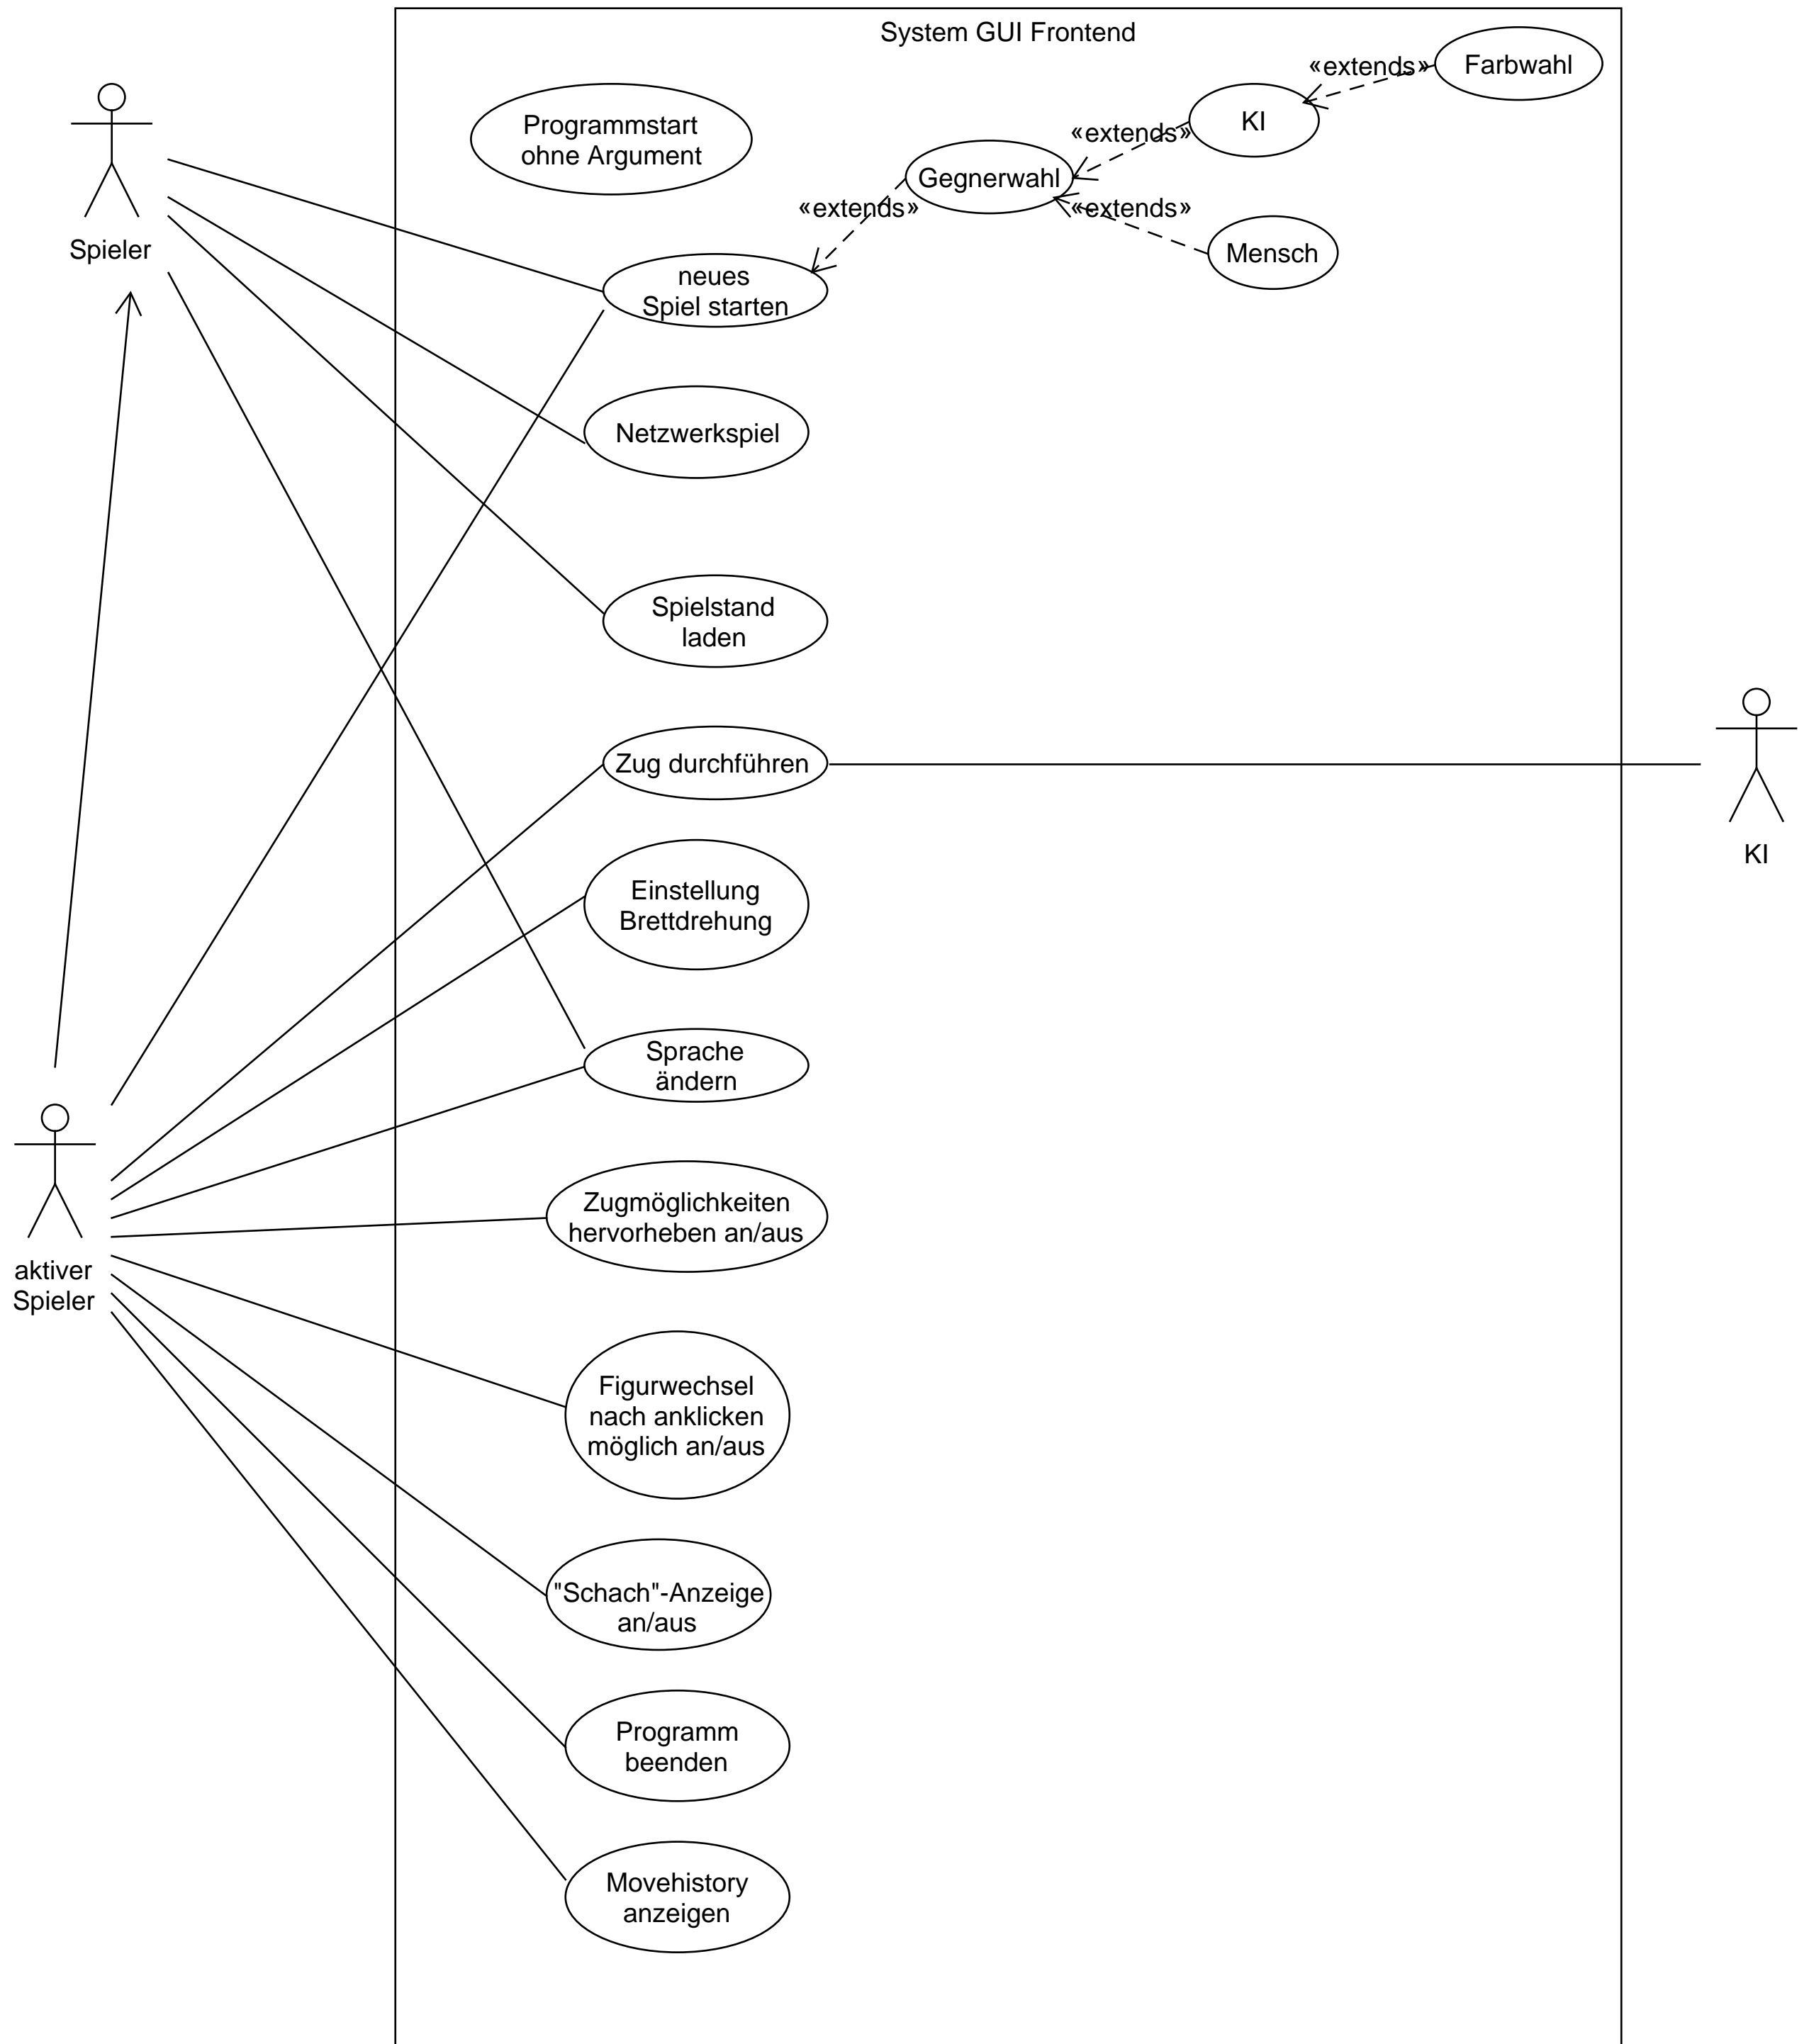 System GUI Frontend
«extends»
Farbwahl
Programmstart
ohne Argument
«extends»
KI
Gegnerwahl
«extends»
«extends»
Spieler
Mensch
neues
Spiel starten
Netzwerkspiel
Spielstand
laden
Zug durchführen
KI
Einstellung
Brettdrehung
Sprache
ändern
Zugmöglichkeiten
hervorheben an/aus
aktiver
Spieler
Figurwechsel
nach anklicken
möglich an/aus
"Schach"-Anzeige
an/aus
Programm
beenden
Movehistory
anzeigen